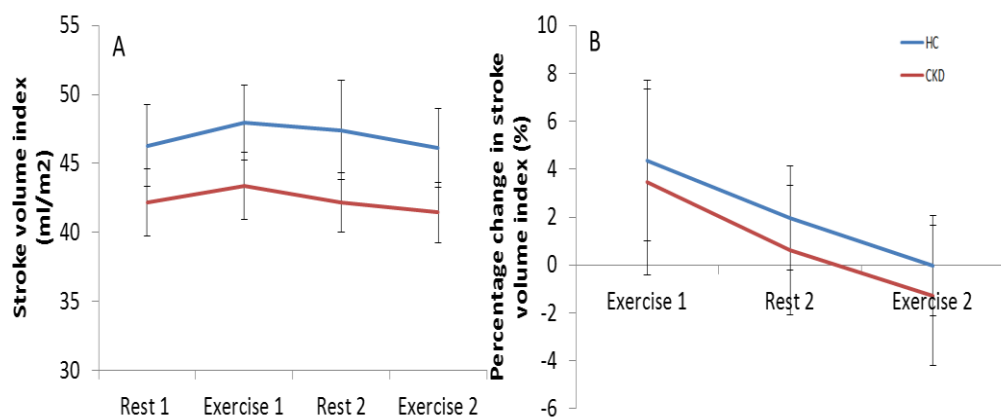 A
Stroke volume index
(ml/m2)
55
50
45
40
35
30
Rest 1 Exercise 1 Rest 2 Exercise 2
B
Percentage change in stroke
volume index (%)
10
8
6
4
2
0
-2
-4
-6
Exercise 1 Rest 2 Exercise 2
HC
CKD